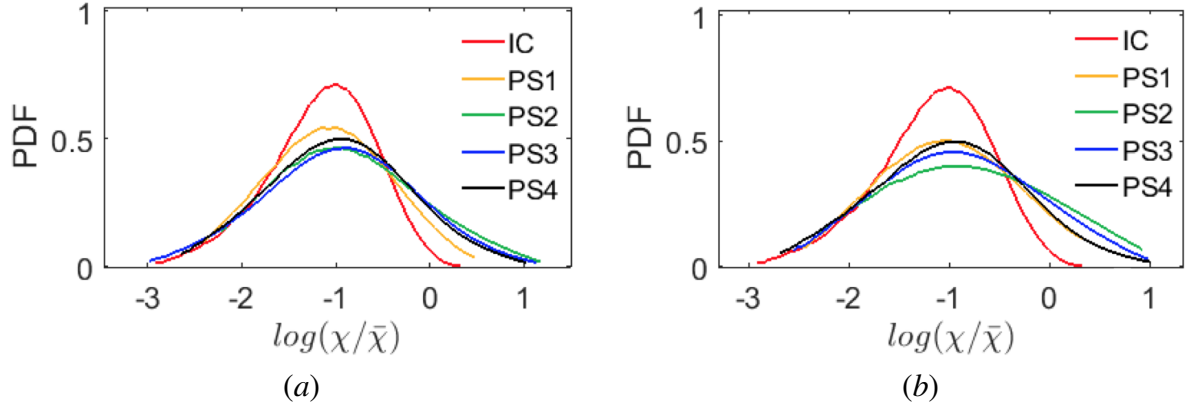 1
0.5
0
PDF
-3 -2 -1 0 1
log(χ/χ̄)
IC
PS1
PS2
PS3
PS4
(a)
1
0.5
0
PDF
-3 -2 -1 0 1
log(χ/χ̄)
IC
PS1
PS2
PS3
PS4
(b)